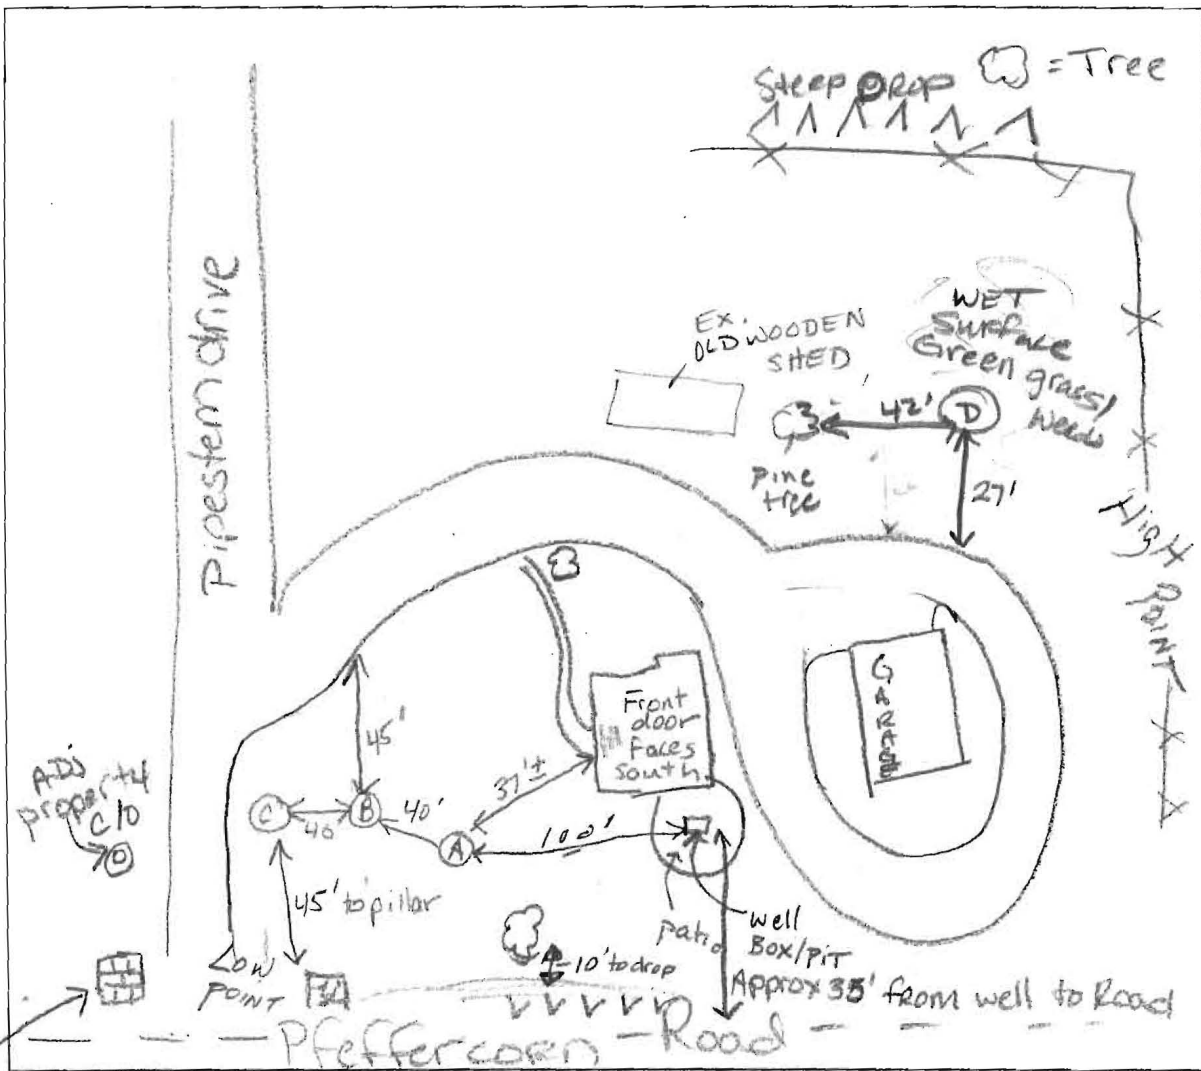 Steep DROP
= Tree
Pipestem drive
WET
Surface
Green grass/
Weeds
EX.
OLD WOODEN
SHED
42'
D
pine
tree
27'
High
Point
GARAGE
Front
door
Faces
south
45'
37'±
ADJ
property
C/O
C
40
B
40'
A
100'
45' to pillar
patio
well
Box/PIT
10' to drop
LOW
POINT
Approx 35' from well to Road
Pfeffercorn Road